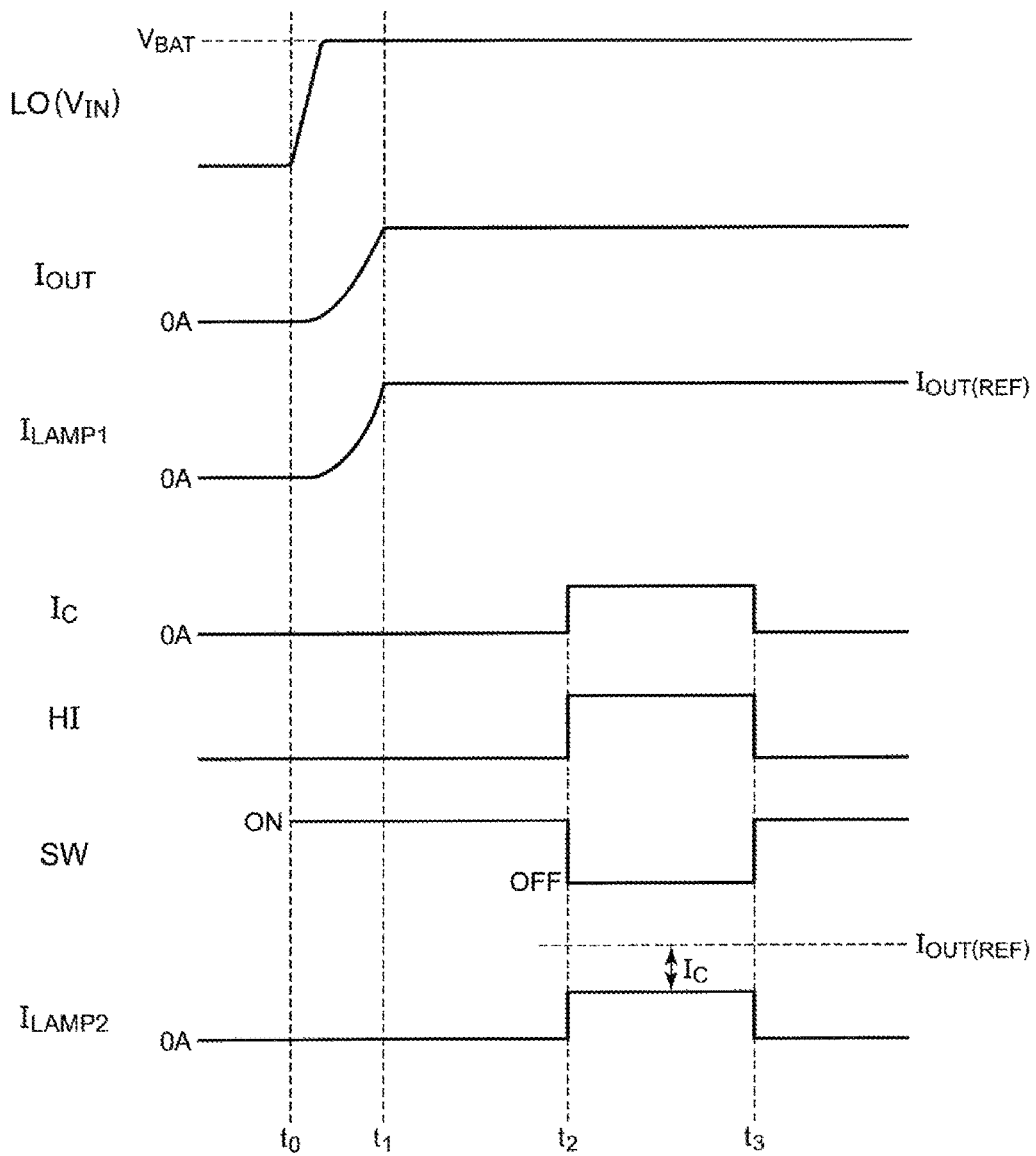 VBAT
LO(VIN)
IOUT
0A
ILAMP1
0A
IOUT(REF)
IC
0A
HI
ON
SW
OFF
IOUT(REF)
IC
ILAMP2
0A
t0 t1 t2 t3